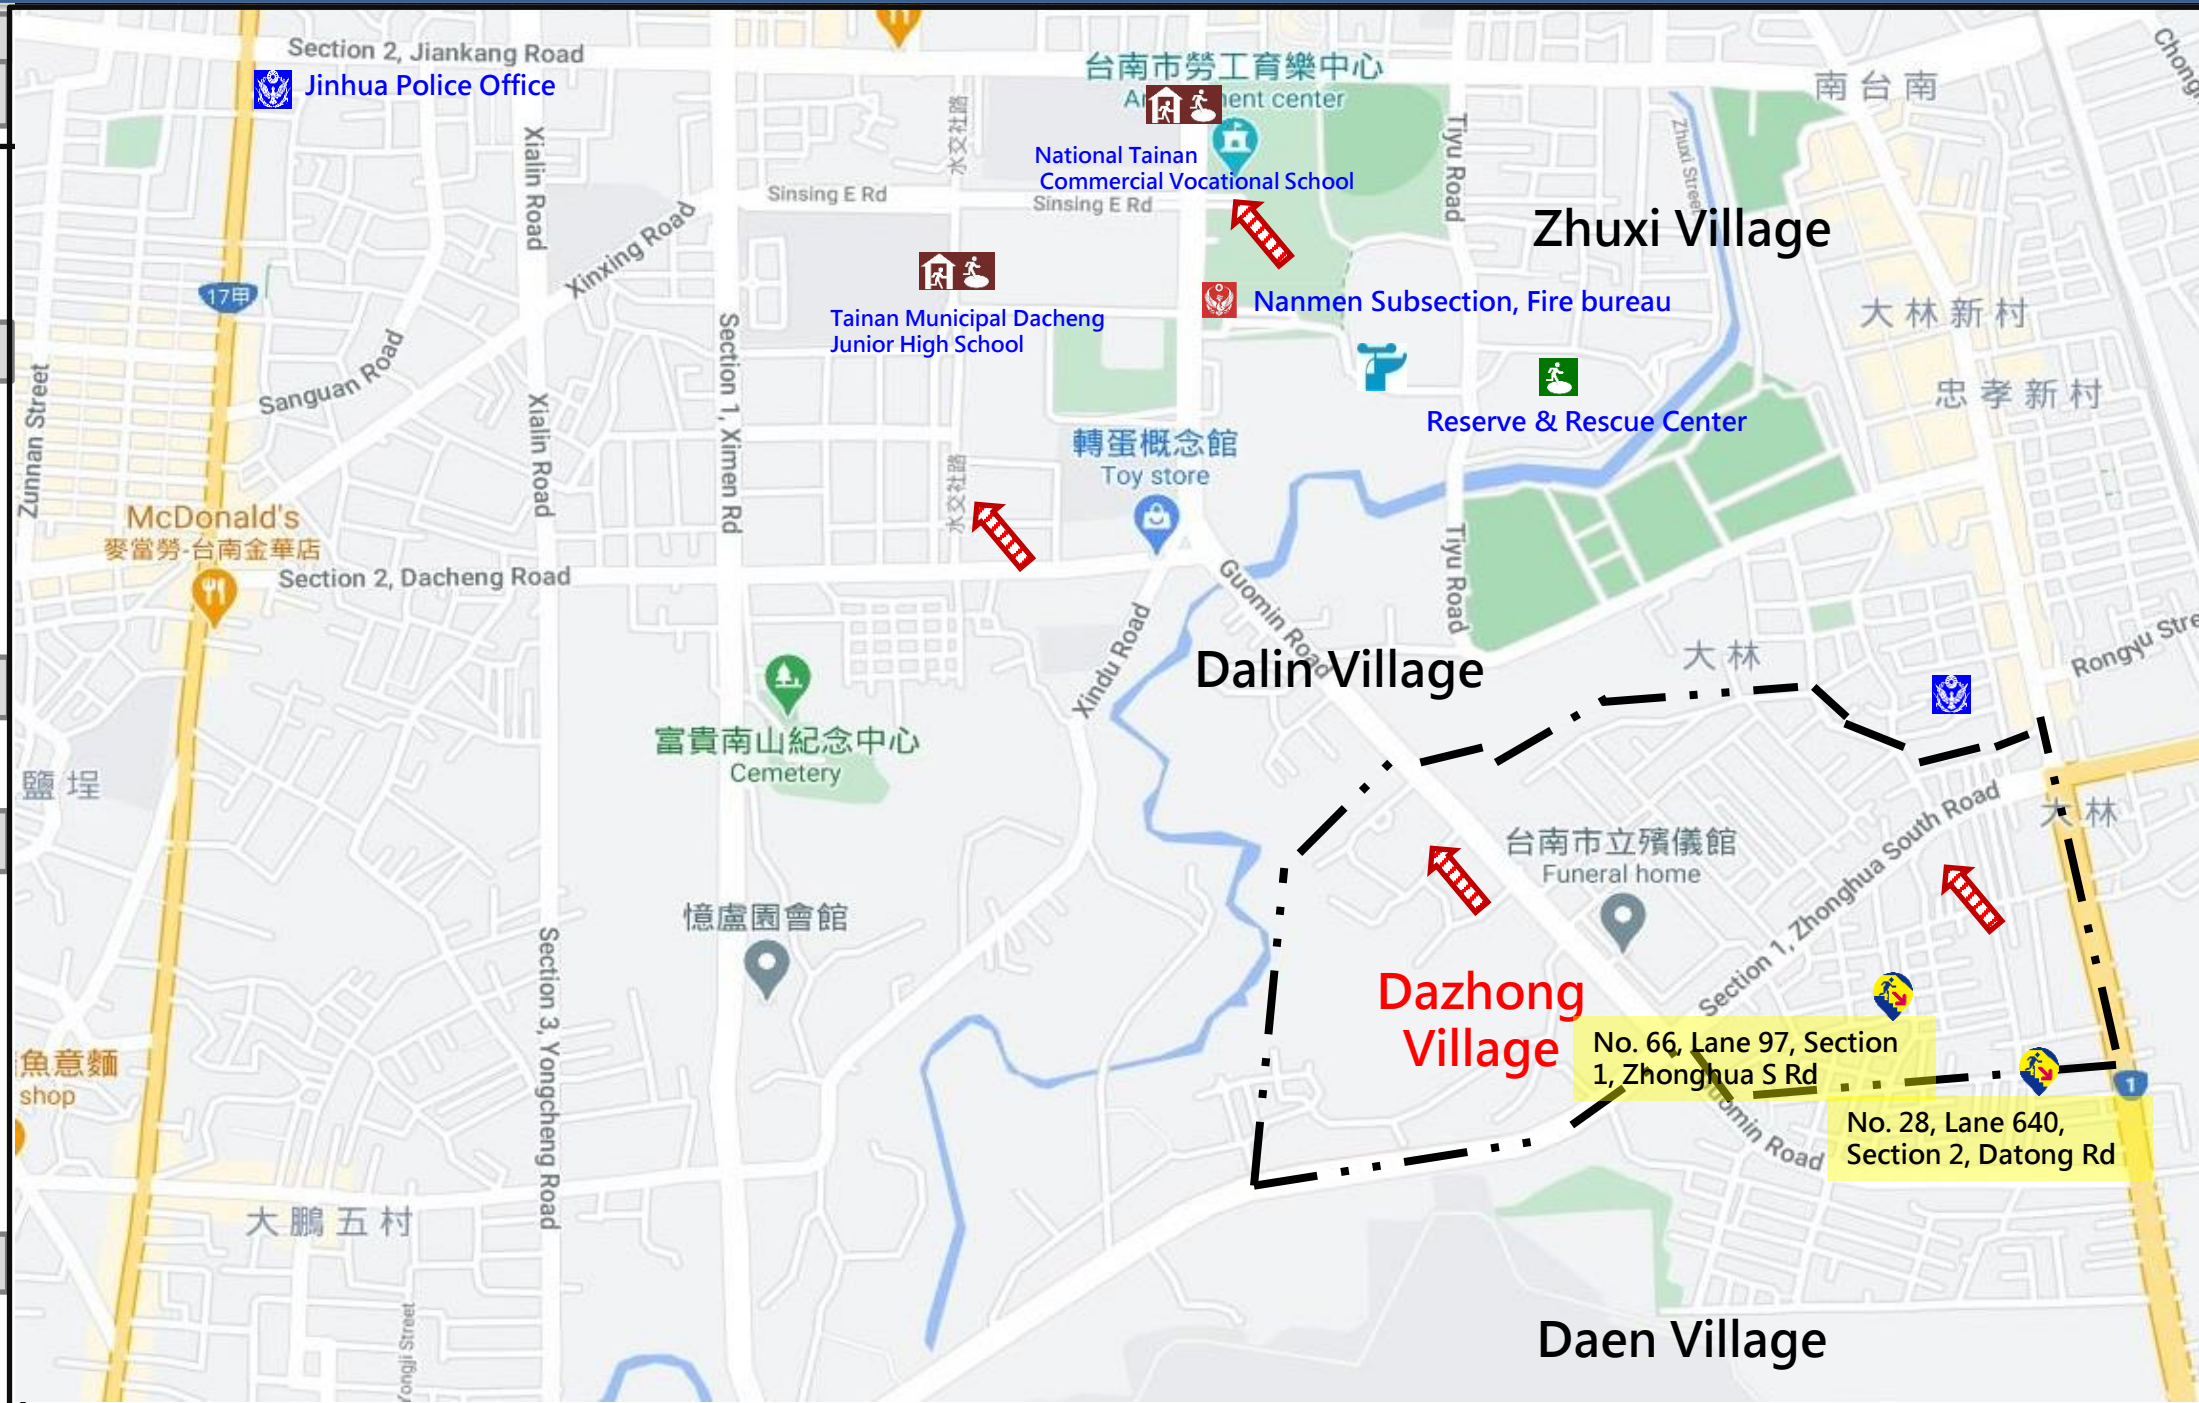 Section 2, Jiankang Road
Jinhua Police Office
台南市勞工育樂中心
南台南
水交社路
Xialin Road
Tiyu Road
National Tainan
Commercial Vocational School
Sinsing E Rd
Sinsing E Rd
Zhuxi Village
Xinxing Road
17甲
Nanmen Subsection, Fire bureau
大林新村
Tainan Municipal Dacheng
Junior High School
Section 1, Ximen Rd
Sanguan Road
Zunnan Street
Xialin Road
忠孝新村
Reserve & Rescue Center
轉蛋概念館
Toy store
水交社路
McDonald's
麥當勞-台南金華店
Section 2, Dacheng Road
Tiyu Road
Guomin Road
Xindu Road
Dalin Village
大林
富貴南山紀念中心
Cemetery
鹽埕
大林
Section 1, Zhonghua South Road
台南市立殯儀館
Funeral home
憶盧園會館
Section 3, Yongcheng Road
Dazhong
Village
No. 66, Lane 97, Section
1, Zhonghua S Rd
魚意麵
shop
1
No. 28, Lane 640,
Section 2, Datong Rd
大鵬五村
Daen Village